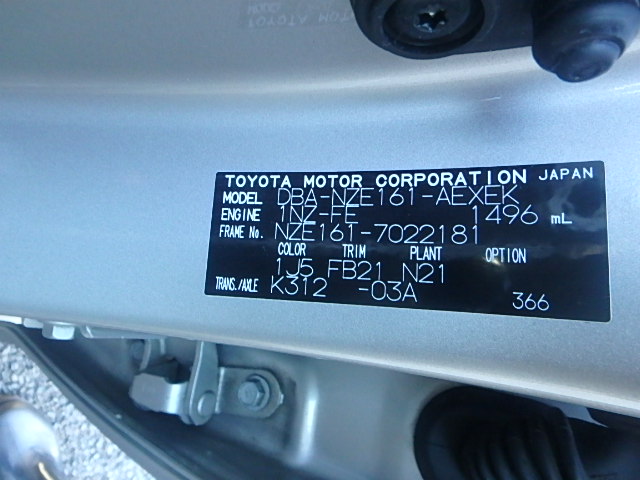 TOYOTA MOTOR CORPORATION JAPAN
MODEL DBA-NZE161-AEXEK
ENGINE 1NZ-FE 1496 mL
FRAME No. NZE161-7022181
COLOR TRIM PLANT OPTION
1J5 FB21 N21
TRANS./AXLE K312 -03A
366